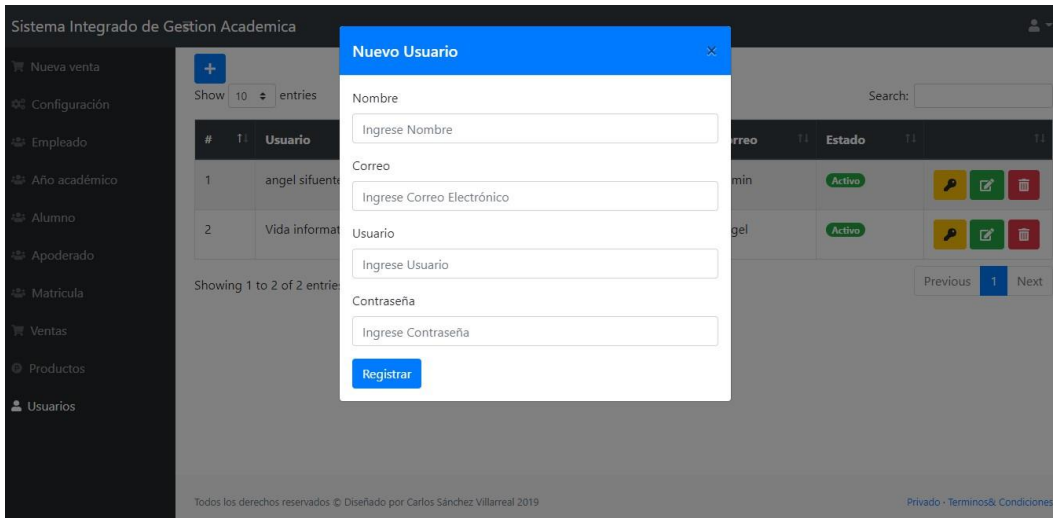 Sistema Integrado de Gestion Academica
Nueva venta
Configuración
Empleado
Año académico
Alumno
Apoderado
Matricula
Ventas
Productos
Usuarios
Show 10 entries
Search:
# Usuario rreo Estado
1 angel sifuente min Activo
2 Vida informat gel Activo
Showing 1 to 2 of 2 entrie
Previous 1 Next
Nuevo Usuario ×
Nombre
Ingrese Nombre
Correo
Ingrese Correo Electrónico
Usuario
Ingrese Usuario
Contraseña
Ingrese Contraseña
Registrar
Todos los derechos reservados © Diseñado por Carlos Sánchez Villarreal 2019
Privado · Terminos& Condiciones